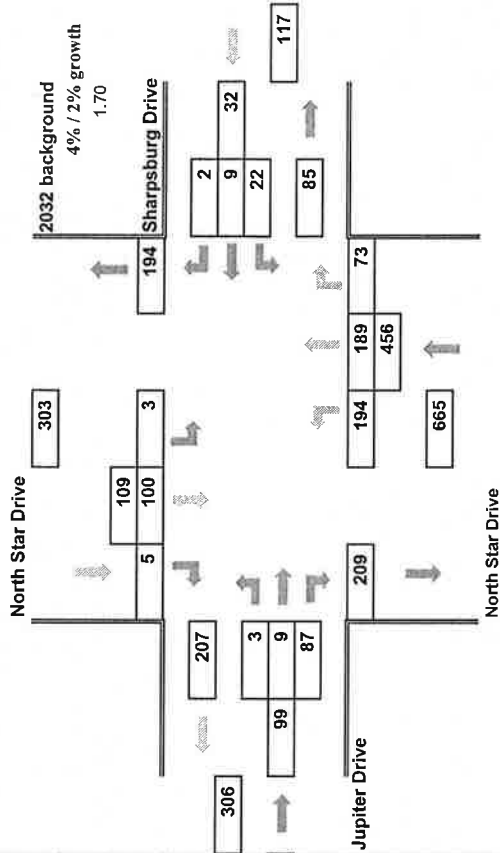 North Star Drive
2032 background
4% / 2% growth
1.70
303
109
5 100 3
194
Sharpsburg Drive
207
306
2
9 32
22
117
85
3
99 9
87
Jupiter Drive
209
194 189 73
456
665
North Star Drive